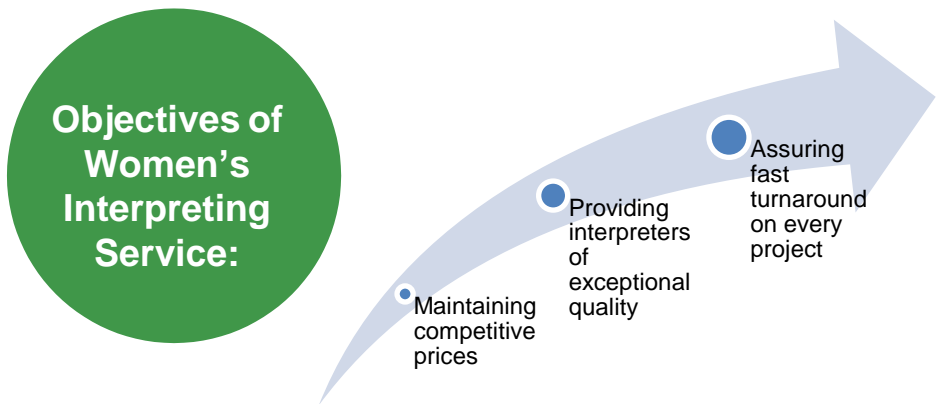 Objectives of
Women’s
Interpreting
Service:
Maintaining
competitive
prices
Providing
interpreters
of
exceptional
quality
Assuring
fast
turnaround
on every
project